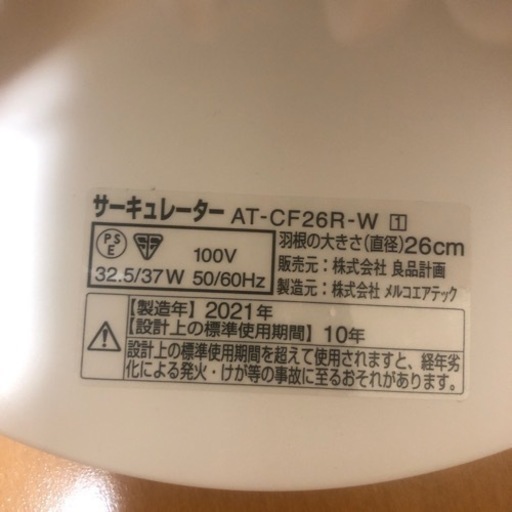 サーキュレーター AT-CF26R-W 1
PSE 100V
32.5/37W 50/60Hz
羽根の大きさ(直径)26cm
販売元：株式会社 良品計画
製造元：株式会社 メルコエアテック
【製造年】2021年
【設計上の標準使用期間】10年
設計上の標準使用期間を超えて使用されますと、経年劣
化による発火・けが等の事故に至るおそれがあります。